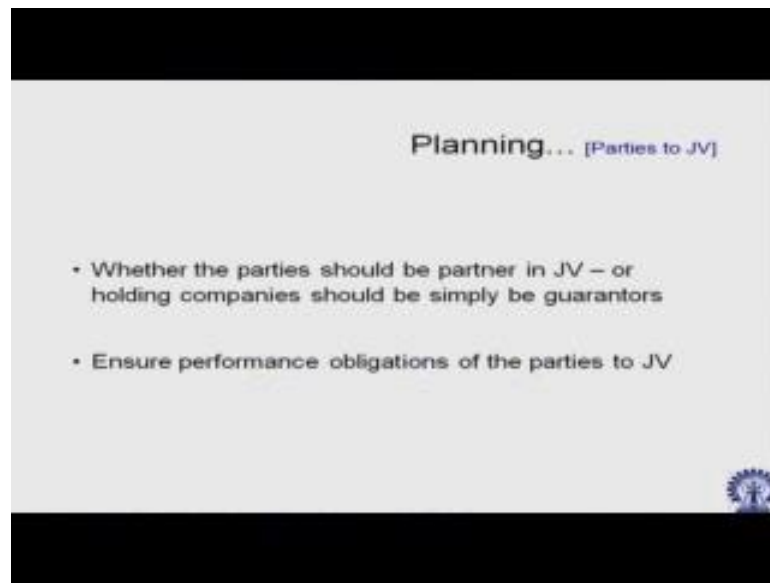 Planning... [Parties to JV]
• Whether the parties should be partner in JV – or
holding companies should be simply be guarantors
• Ensure performance obligations of the parties to JV